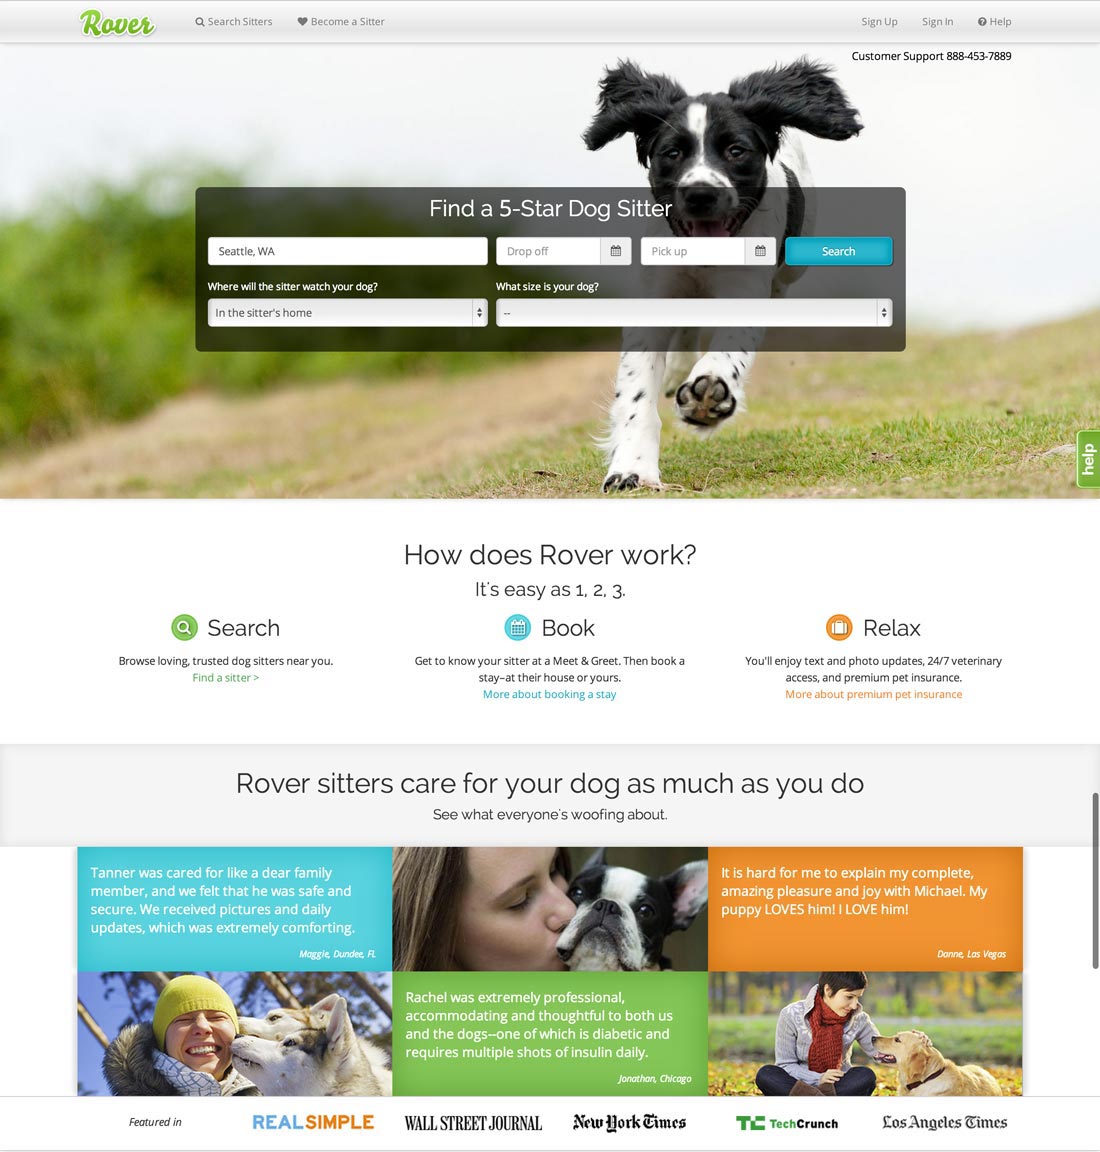 Rover
Search Sitters
Become a Sitter
Sign Up
Sign In
Help
Customer Support 888-453-7889
Find a 5-Star Dog Sitter
Seattle, WA
Drop off
Pick up
Search
Where will the sitter watch your dog?
What size is your dog?
In the sitter's home
--
help
How does Rover work?
It's easy as 1, 2, 3.
Search
Browse loving, trusted dog sitters near you.
Find a sitter >
Book
Get to know your sitter at a Meet & Greet. Then book a
stay–at their house or yours.
More about booking a stay
Relax
You'll enjoy text and photo updates, 24/7 veterinary
access, and premium pet insurance.
More about premium pet insurance
Rover sitters care for your dog as much as you do
See what everyone's woofing about.
Tanner was cared for like a dear family
member, and we felt that he was safe and
secure. We received pictures and daily
updates, which was extremely comforting.
Maggie, Dundee, FL
It is hard for me to explain my complete,
amazing pleasure and joy with Michael. My
puppy LOVES him! I LOVE him!
Danne, Las Vegas
Rachel was extremely professional,
accommodating and thoughtful to both us
and the dogs--one of which is diabetic and
requires multiple shots of insulin daily.
Jonathan, Chicago
Featured in
REALSIMPLE
WALL STREET JOURNAL
New York Times
TC TechCrunch
Los Angeles Times